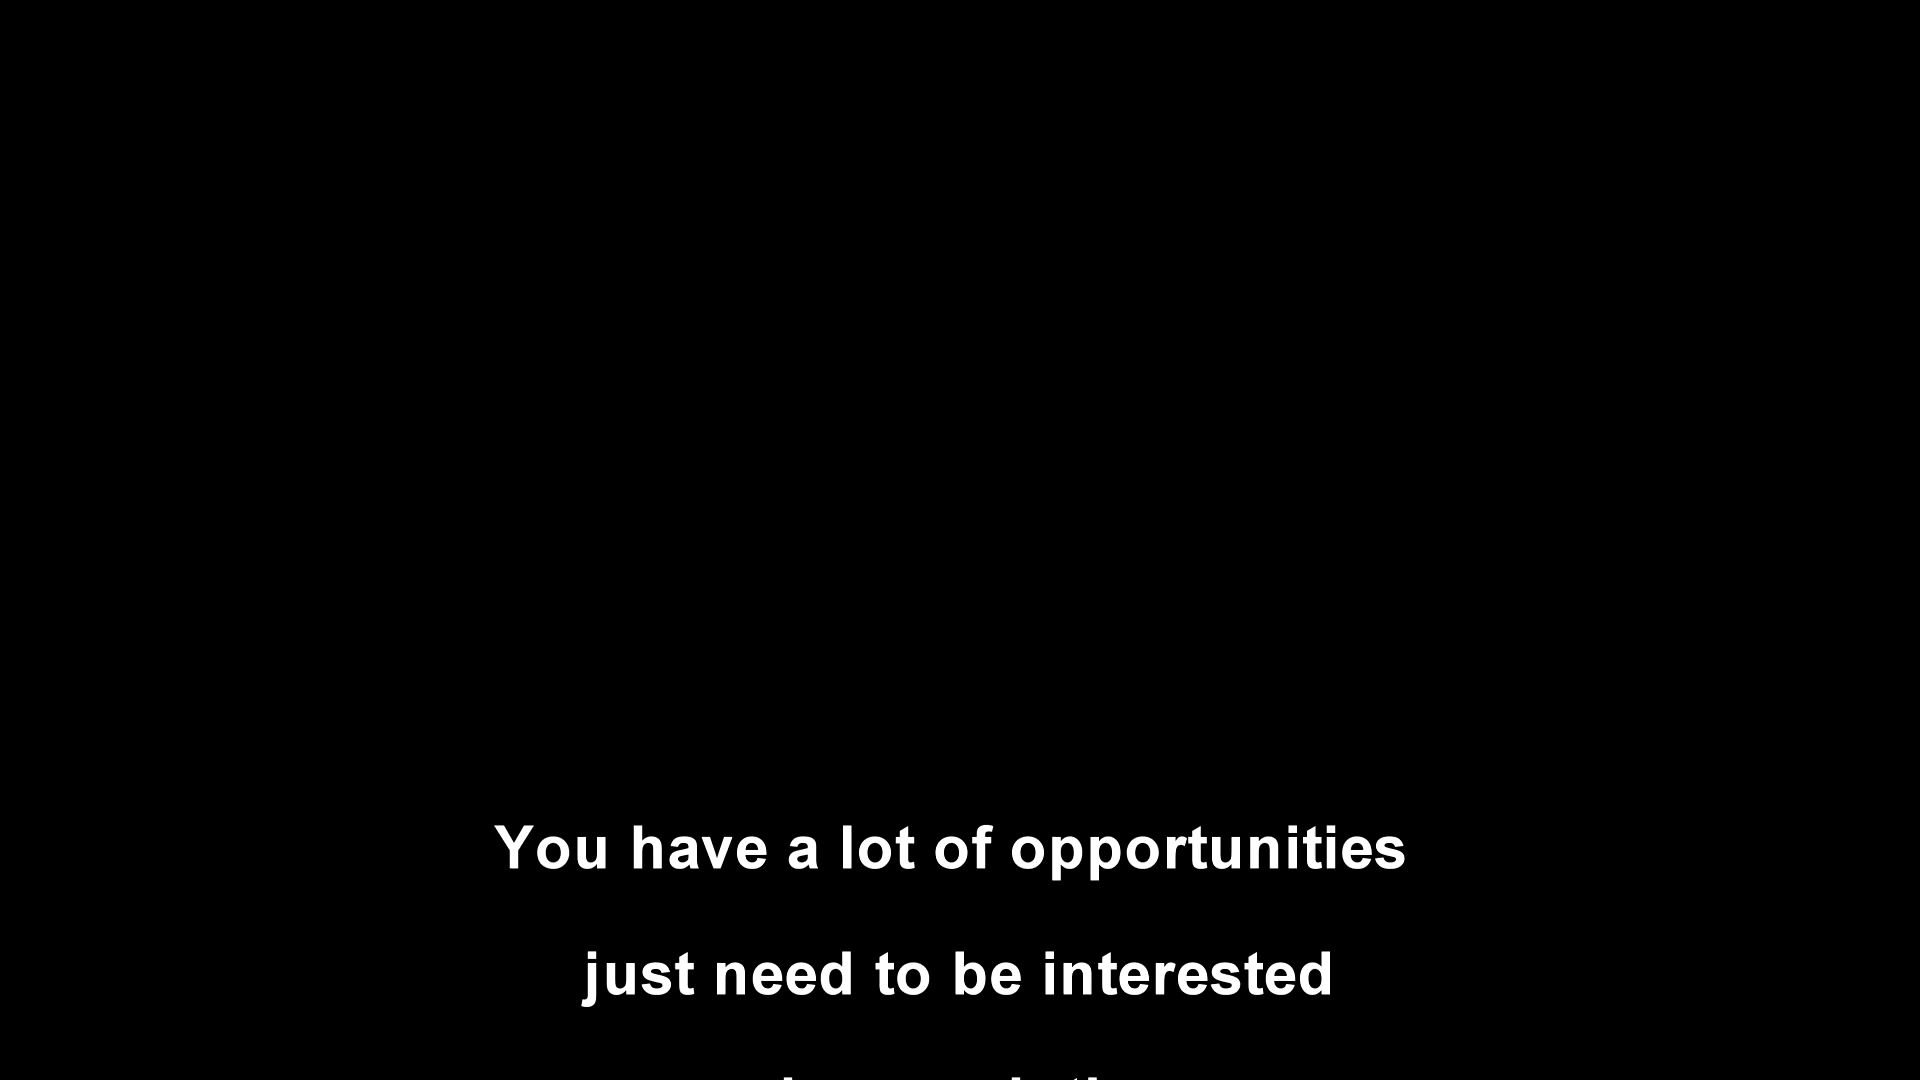 You have a lot of opportunities
just need to be interested